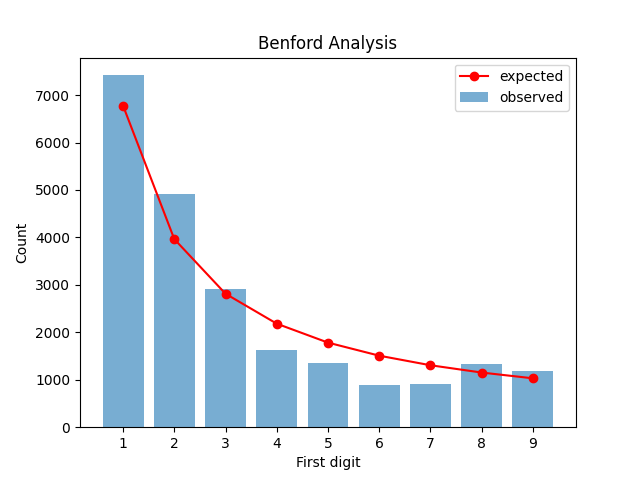 Benford Analysis
expected
observed
7000
6000
5000
4000
3000
2000
1000
0
Count
1 2 3 4 5 6 7 8 9
First digit